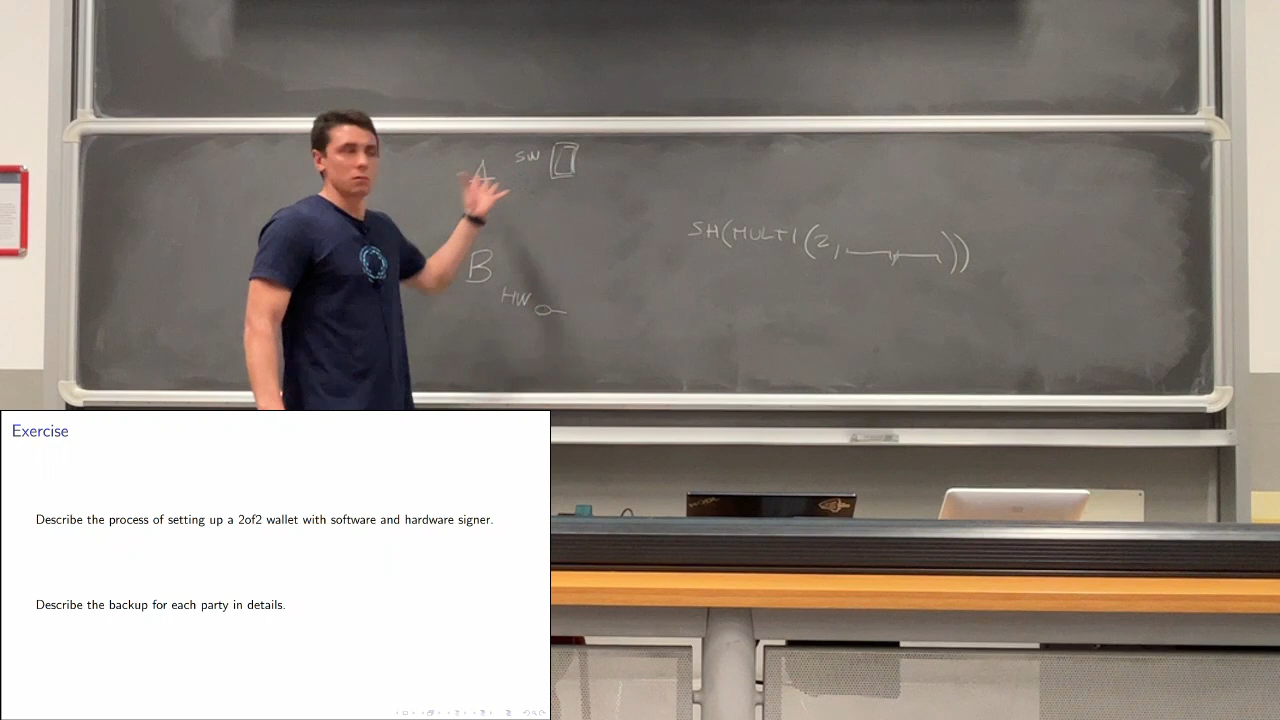 A SW
SH(MULTI(2, , ))
B
HW
Exercise
Describe the process of setting up a 2of2 wallet with software and hardware signer.
Describe the backup for each party in details.